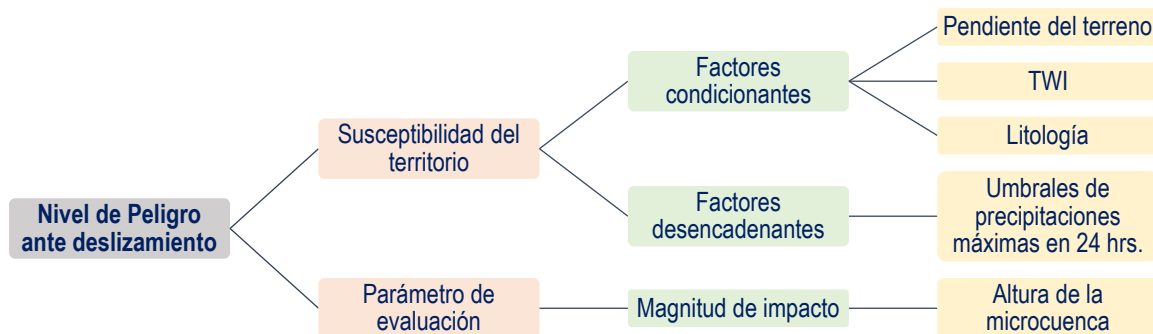 Pendiente del terreno
Factores
condicionantes
TWI
Susceptibilidad del
territorio
Litología
Nivel de Peligro
ante deslizamiento
Factores
desencadenantes
Umbrales de
precipitaciones
máximas en 24 hrs.
Parámetro de
evaluación
Magnitud de impacto
Altura de la
microcuenca